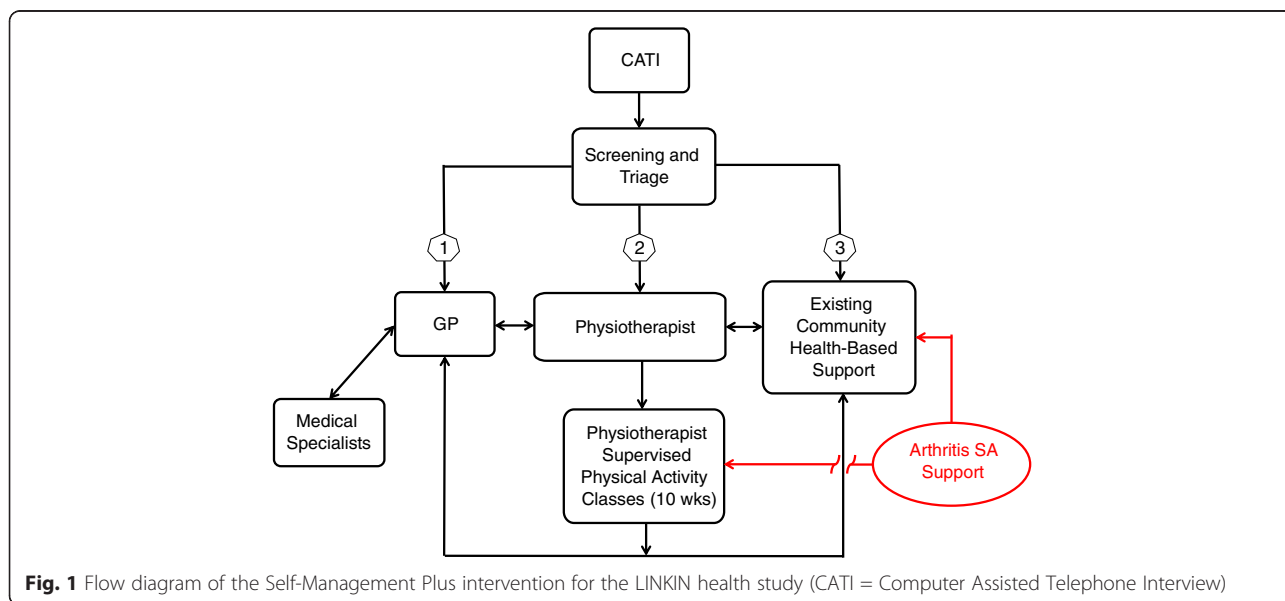 CATI
Screening and
Triage
1
2
3
GP
Physiotherapist
Existing
Community
Health-Based
Support
Medical
Specialists
Physiotherapist
Supervised
Physical Activity
Classes (10 wks)
Arthritis SA
Support
Fig. 1 Flow diagram of the Self-Management Plus intervention for the LINKIN health study (CATI = Computer Assisted Telephone Interview)